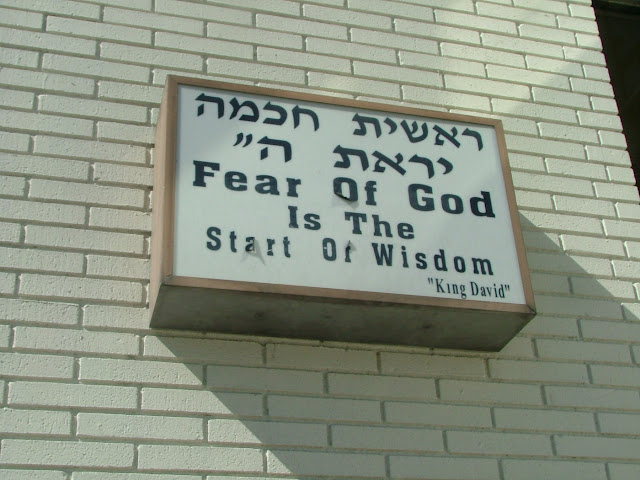 ראשית חכמה
יראת ה״
Fear Of God
Is The
Start Of Wisdom
"King David"